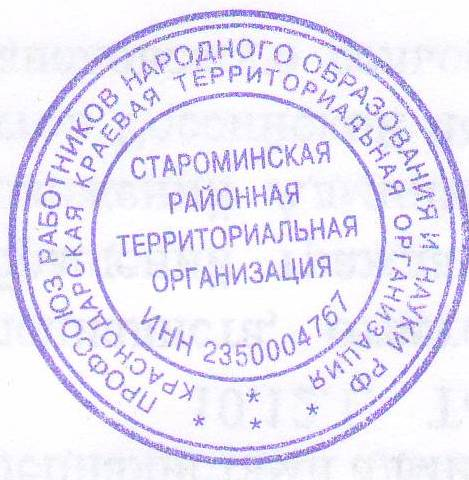 ПРОФСОЮЗ РАБОТНИКОВ НАРОДНОГО ОБРАЗОВАНИЯ И НАУКИ РФ
КРАСНОДАРСКАЯ КРАЕВАЯ ТЕРРИТОРИАЛЬНАЯ ОРГАНИЗАЦИЯ
СТАРОМИНСКАЯ
РАЙОННАЯ
ТЕРРИТОРИАЛЬНАЯ
ОРГАНИЗАЦИЯ
ИНН 2350004767
* * * *